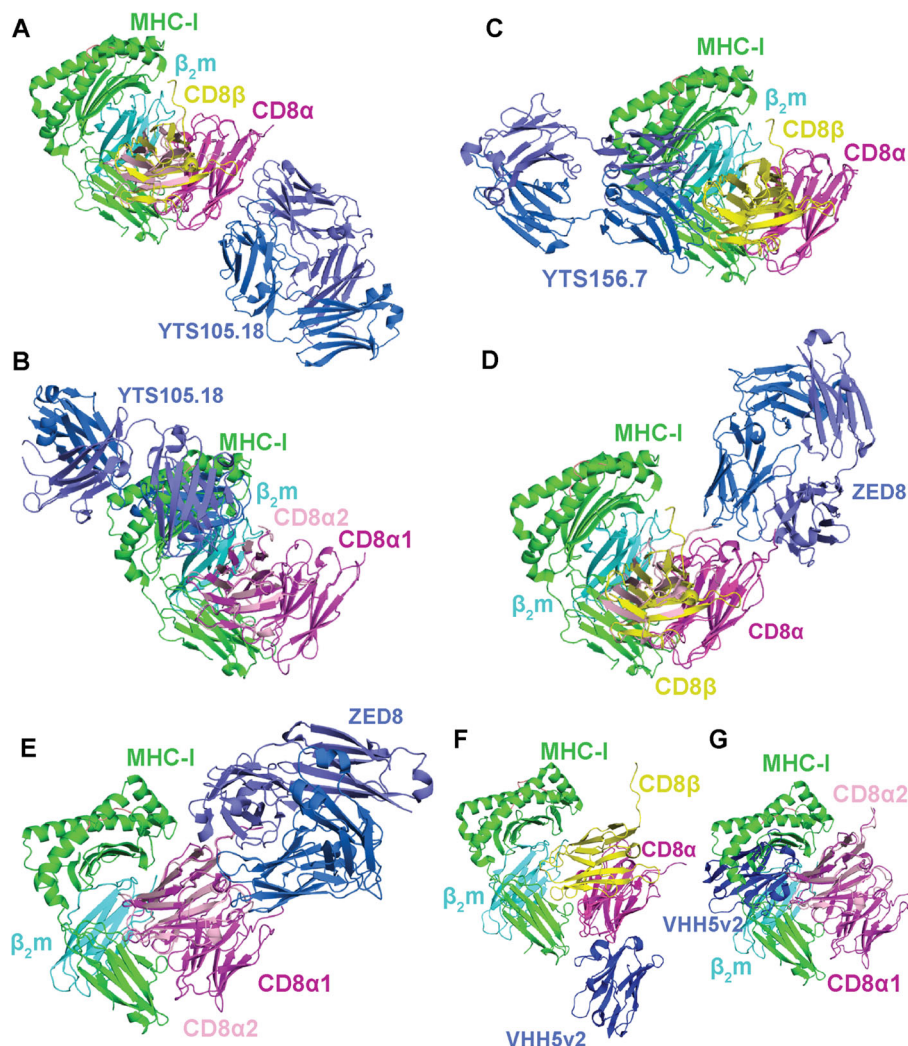 A
MHC-I
β2m
CD8β
CD8α
YTS105.18
B
YTS105.18
MHC-I
β2m
CD8α2
CD8α1
C
MHC-I
β2m
CD8β
CD8α
YTS156.7
D
MHC-I
ZED8
β2m
CD8α
CD8β
E
ZED8
MHC-I
β2m
CD8α1
CD8α2
F
MHC-I
CD8β
CD8α
β2m
VHH5v2
G
MHC-I
CD8α2
VHH5v2
β2m
CD8α1